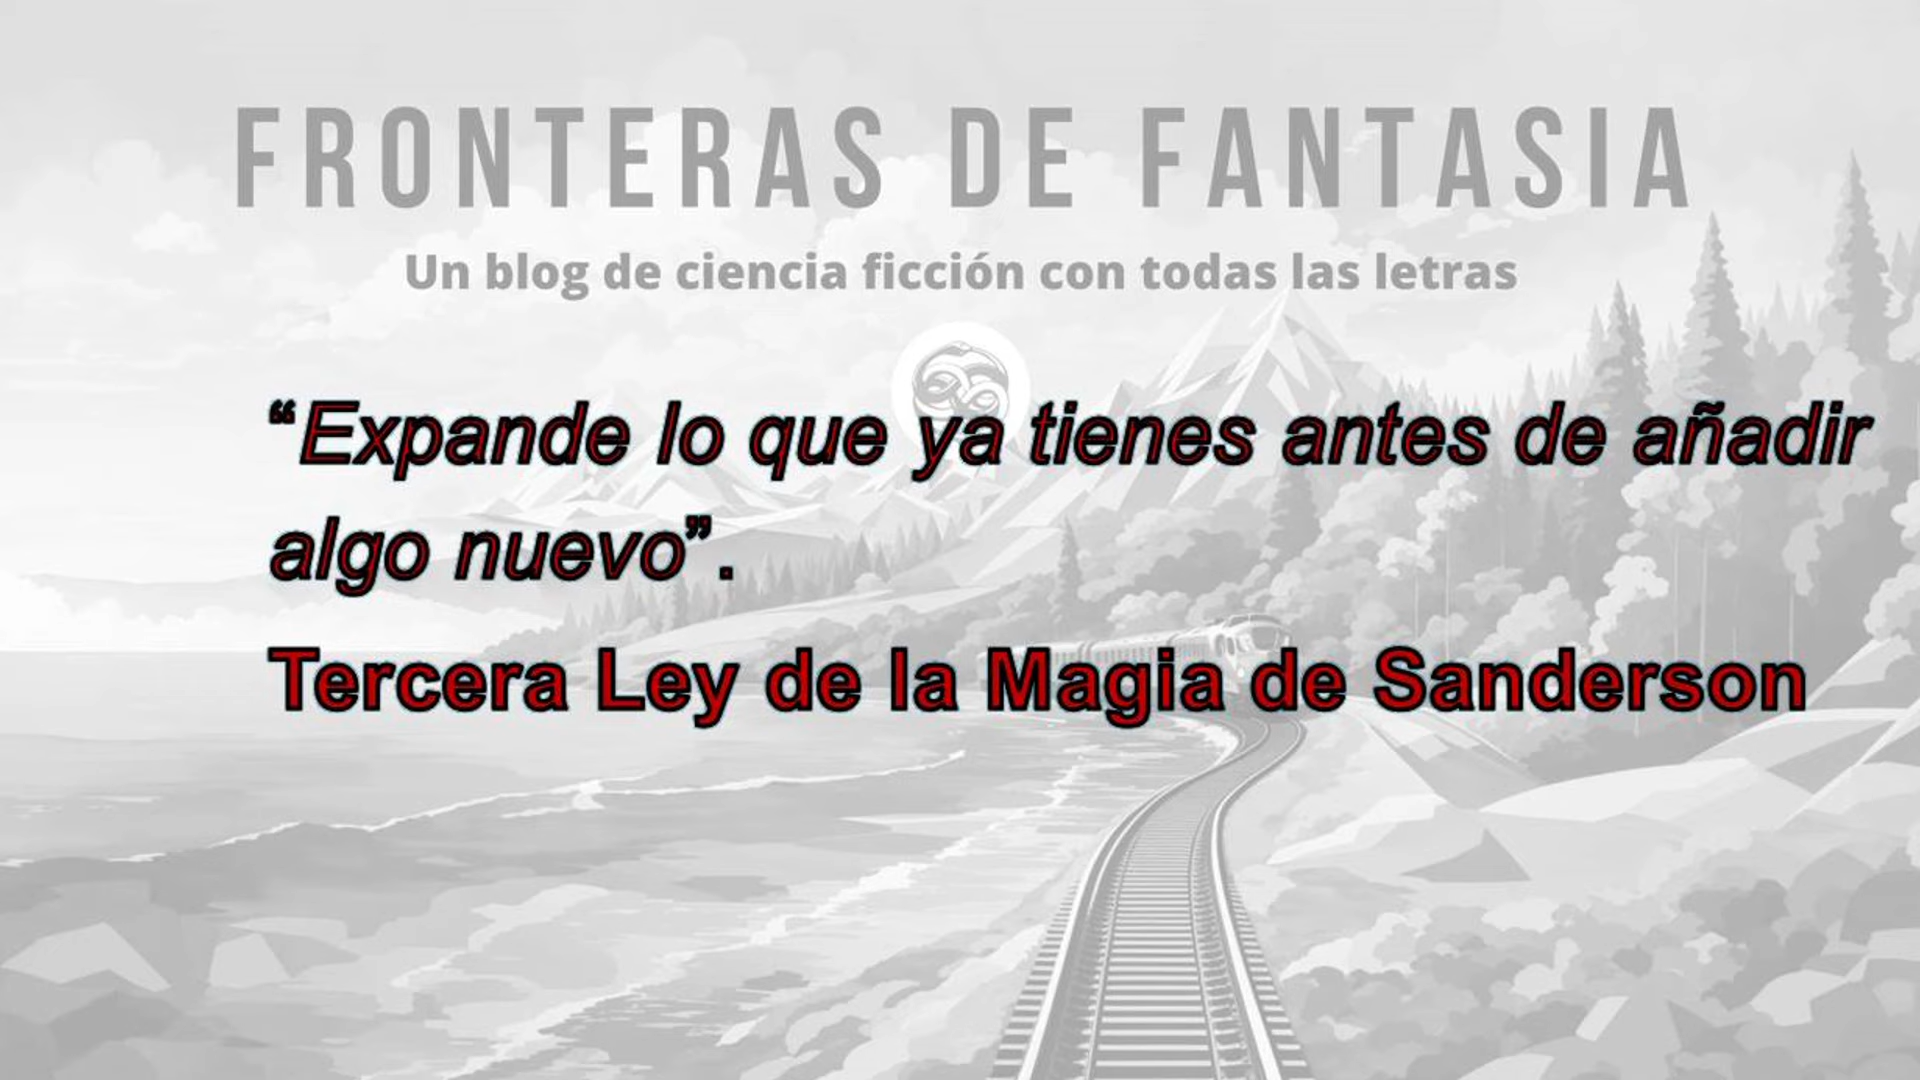 FRONTERAS DE FANTASIA
Un blog de ciencia ficción con todas las letras
“Expande lo que ya tienes antes de añadir
algo nuevo”.
Tercera Ley de la Magia de Sanderson